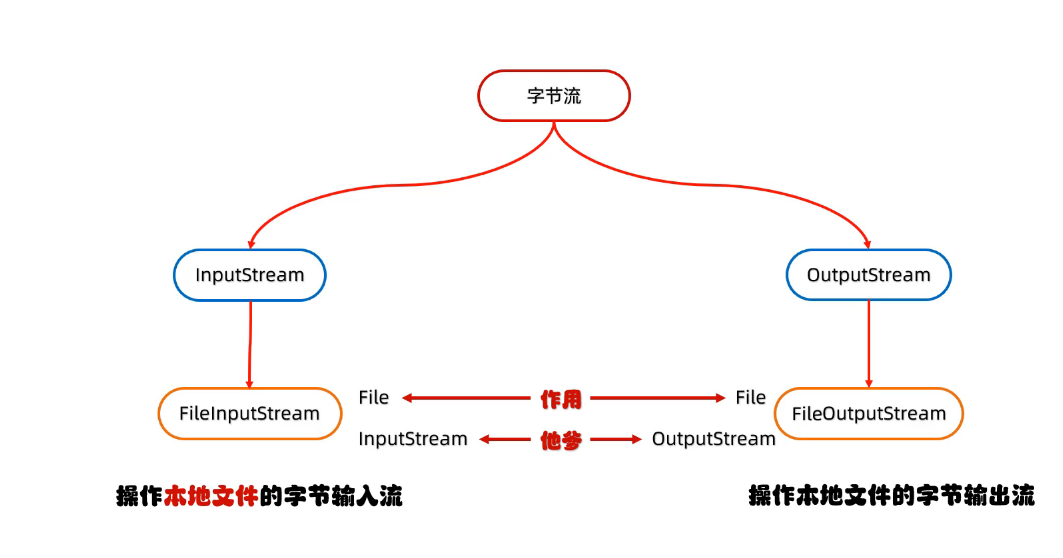 字节流
InputStream
OutputStream
FileInputStream
File
作用
File
FileOutputStream
InputStream
他爹
OutputStream
操作本地文件的字节输入流
操作本地文件的字节输出流